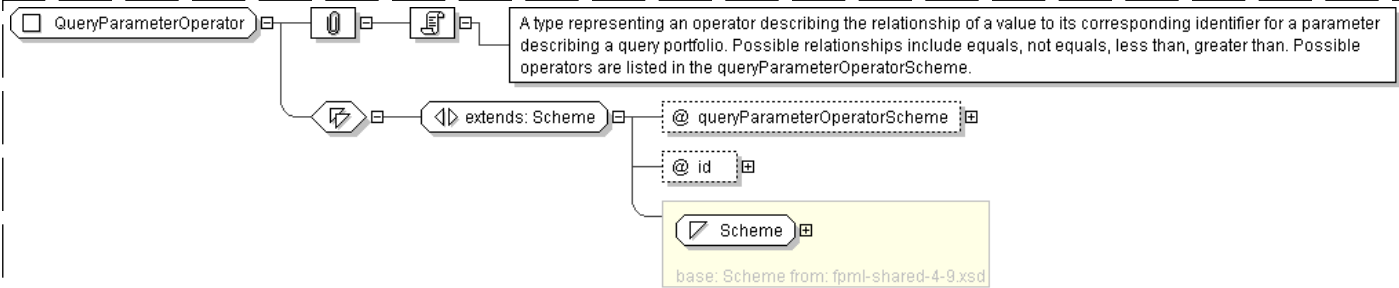 QueryParameterOperator
A type representing an operator describing the relationship of a value to its corresponding identifier for a parameter
describing a query portfolio. Possible relationships include equals, not equals, less than, greater than. Possible
operators are listed in the queryParameterOperatorScheme.
extends: Scheme
@ queryParameterOperatorScheme
@ id
Scheme
base: Scheme from: fpml-shared-4-9.xsd